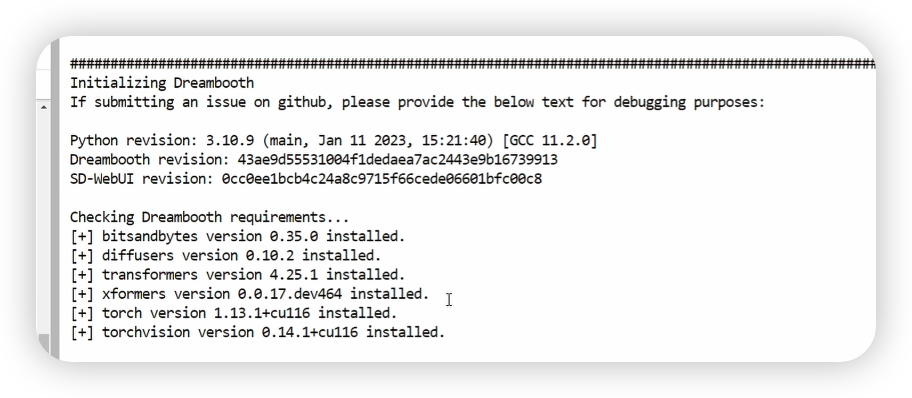 ####################################################################################################
Initializing Dreambooth
If submitting an issue on github, please provide the below text for debugging purposes:
Python revision: 3.10.9 (main, Jan 11 2023, 15:21:40) [GCC 11.2.0]
Dreambooth revision: 43ae9d55531004f1dedaea7ac2443e9b16739913
SD-WebUI revision: 0cc0ee1bcb4c24a8c9715f66cede06601bfc00c8
Checking Dreambooth requirements...
[+] bitsandbytes version 0.35.0 installed.
[+] diffusers version 0.10.2 installed.
[+] transformers version 4.25.1 installed.
[+] xformers version 0.0.17.dev464 installed.
[+] torch version 1.13.1+cu116 installed.
[+] torchvision version 0.14.1+cu116 installed.